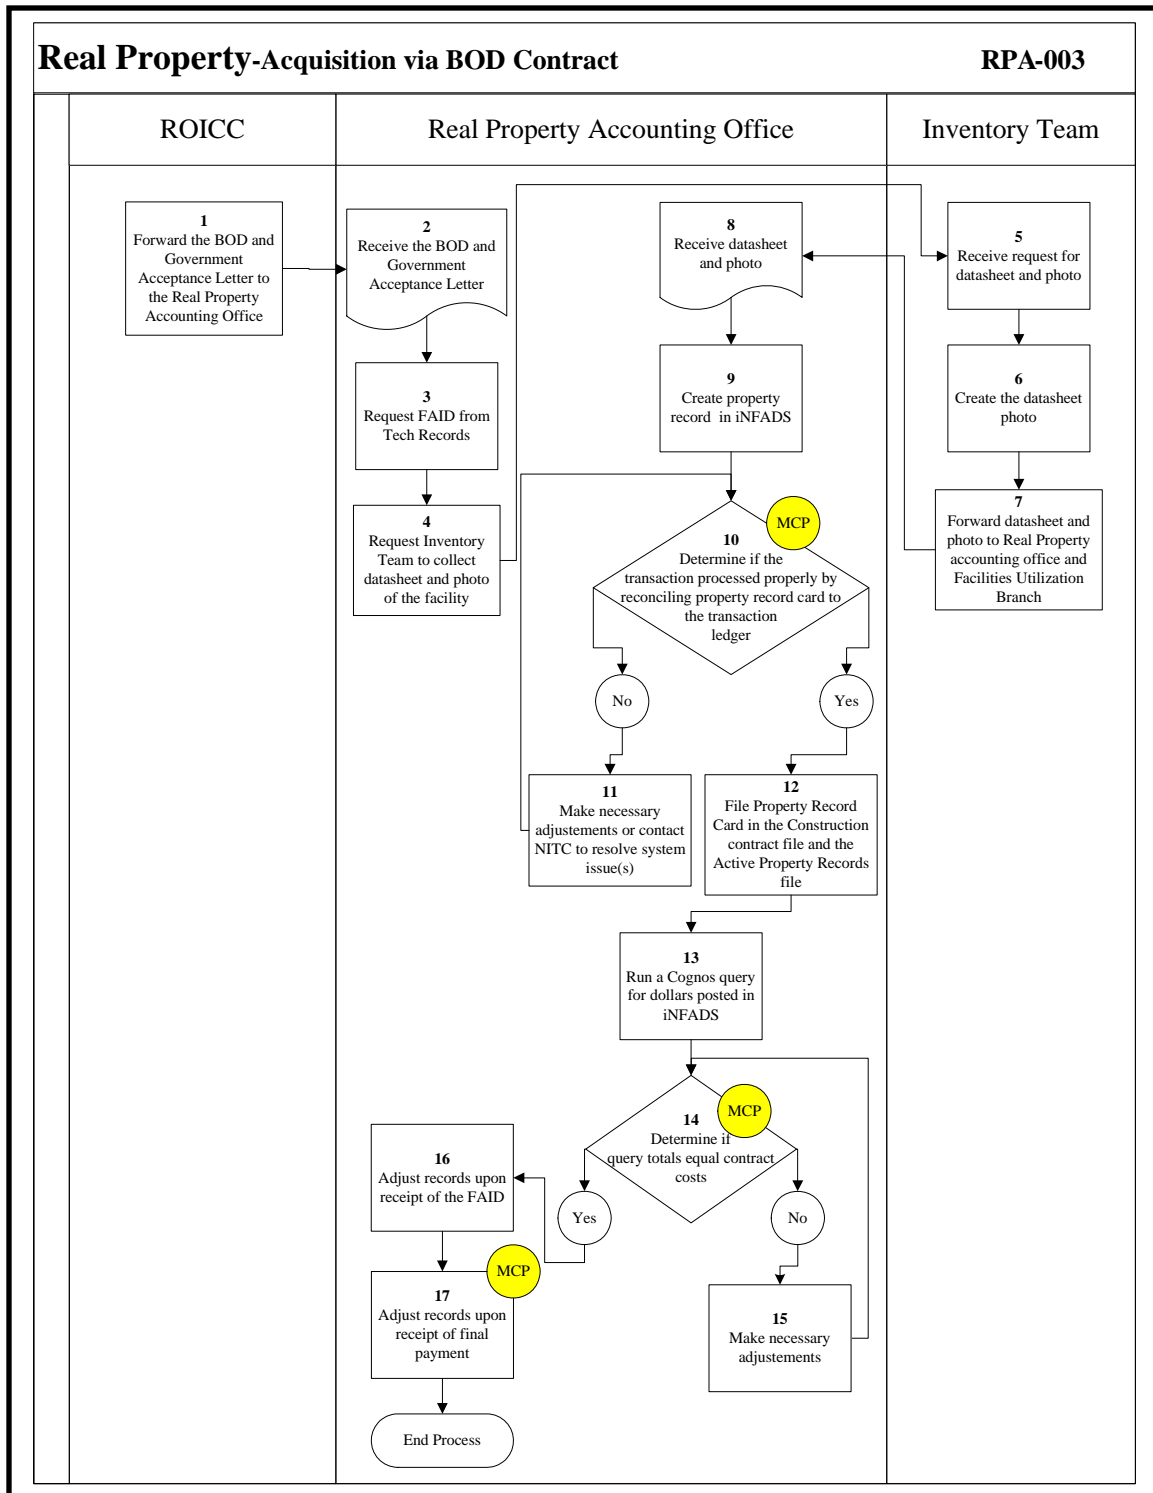 Real Property-Acquisition via BOD Contract
RPA-003
ROICC
Real Property Accounting Office
Inventory Team
1
Forward the BOD and
Government
Acceptance Letter to
the Real Property
Accounting Office
2
Receive the BOD and
Government
Acceptance Letter
3
Request FAID from
Tech Records
4
Request Inventory
Team to collect
datasheet and photo
of the facility
5
Receive request for
datasheet and photo
6
Create the datasheet
photo
7
Forward datasheet and
photo to Real Property
accounting office and
Facilities Utilization
Branch
8
Receive datasheet
and photo
9
Create property
record in iNFADS
MCP
10
Determine if the
transaction processed properly by
reconciling property record card to
the transaction
ledger
No
Yes
11
Make necessary
adjustements or contact
NITC to resolve system
issue(s)
12
File Property Record
Card in the Construction
contract file and the
Active Property Records
file
13
Run a Cognos query
for dollars posted in
iNFADS
MCP
14
Determine if
query totals equal contract
costs
Yes
No
15
Make necessary
adjustements
16
Adjust records upon
receipt of the FAID
MCP
17
Adjust records upon
receipt of final
payment
End Process